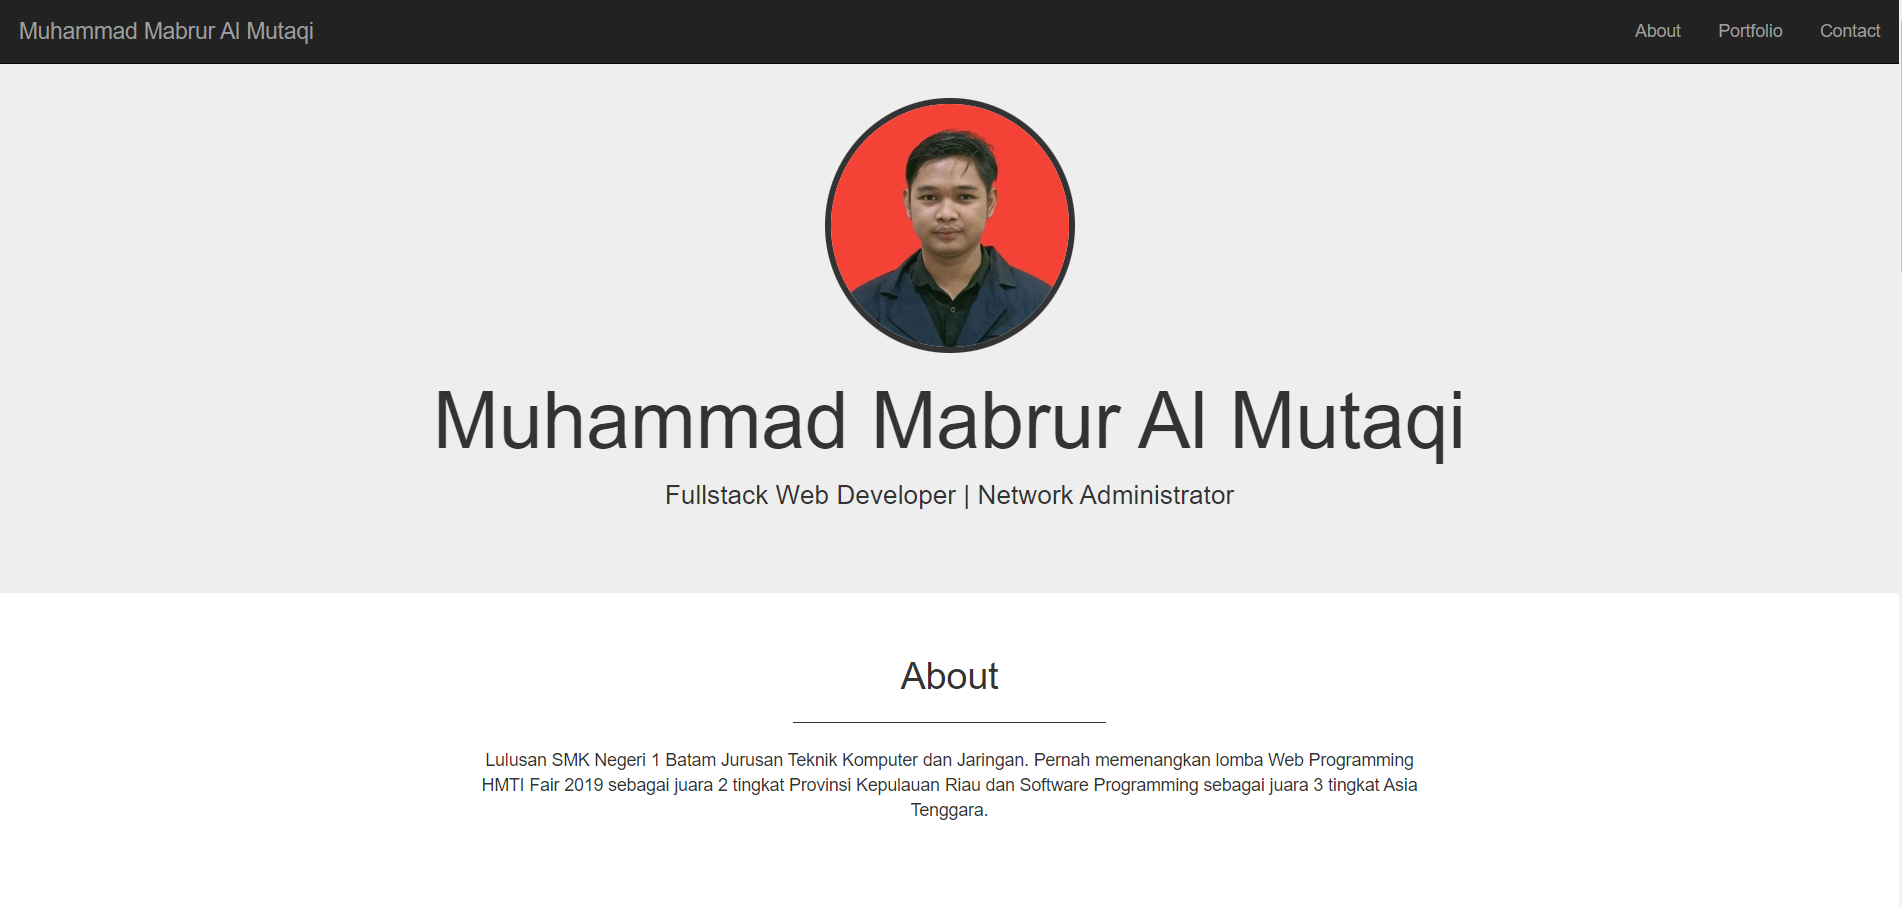 Muhammad Mabrur Al Mutaqi
About Portfolio Contact
Muhammad Mabrur Al Mutaqi
Fullstack Web Developer | Network Administrator
About
Lulusan SMK Negeri 1 Batam Jurusan Teknik Komputer dan Jaringan. Pernah memenangkan lomba Web Programming
HMTI Fair 2019 sebagai juara 2 tingkat Provinsi Kepulauan Riau dan Software Programming sebagai juara 3 tingkat Asia
Tenggara.